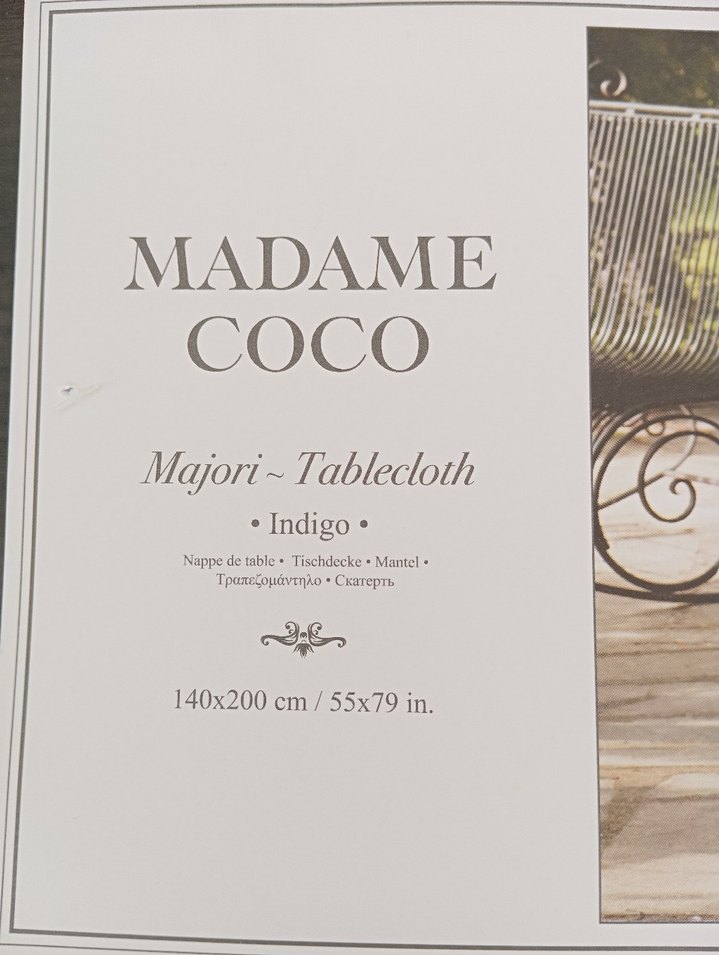 MADAME
COCO
Majori ~ Tablecloth
• Indigo •
Nappe de table • Tischdecke • Mantel •
Τραπεζομάντηλο • Скатерть
140x200 cm / 55x79 in.